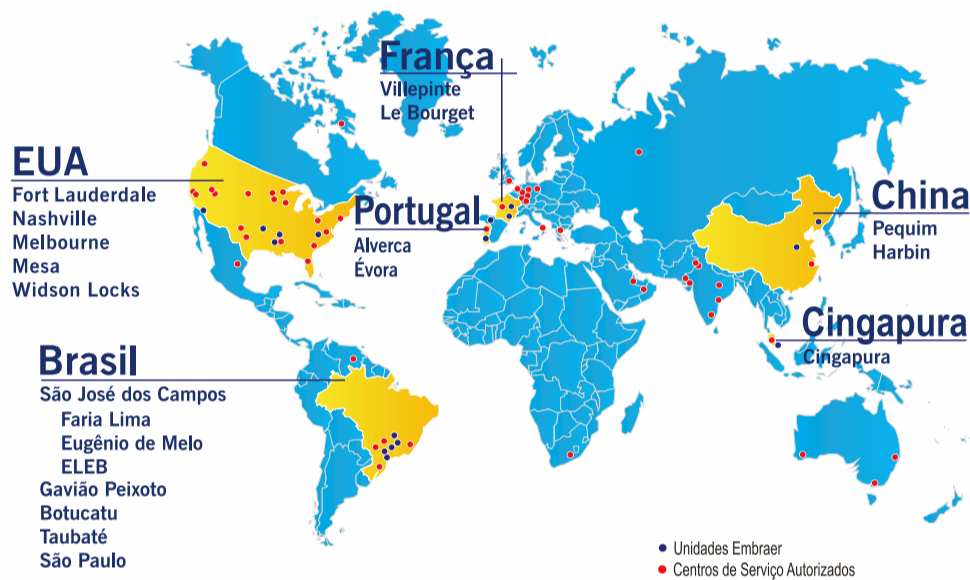 França
Villepinte
Le Bourget
EUA
Fort Lauderdale
Nashville
Melbourne
Mesa
Widson Locks
Portugal
Alverca
Évora
China
Pequim
Harbin
Cingapura
Cingapura
Brasil
São José dos Campos
Faria Lima
Eugênio de Melo
ELEB
Gavião Peixoto
Botucatu
Taubaté
São Paulo
Unidades Embraer
Centros de Serviço Autorizados